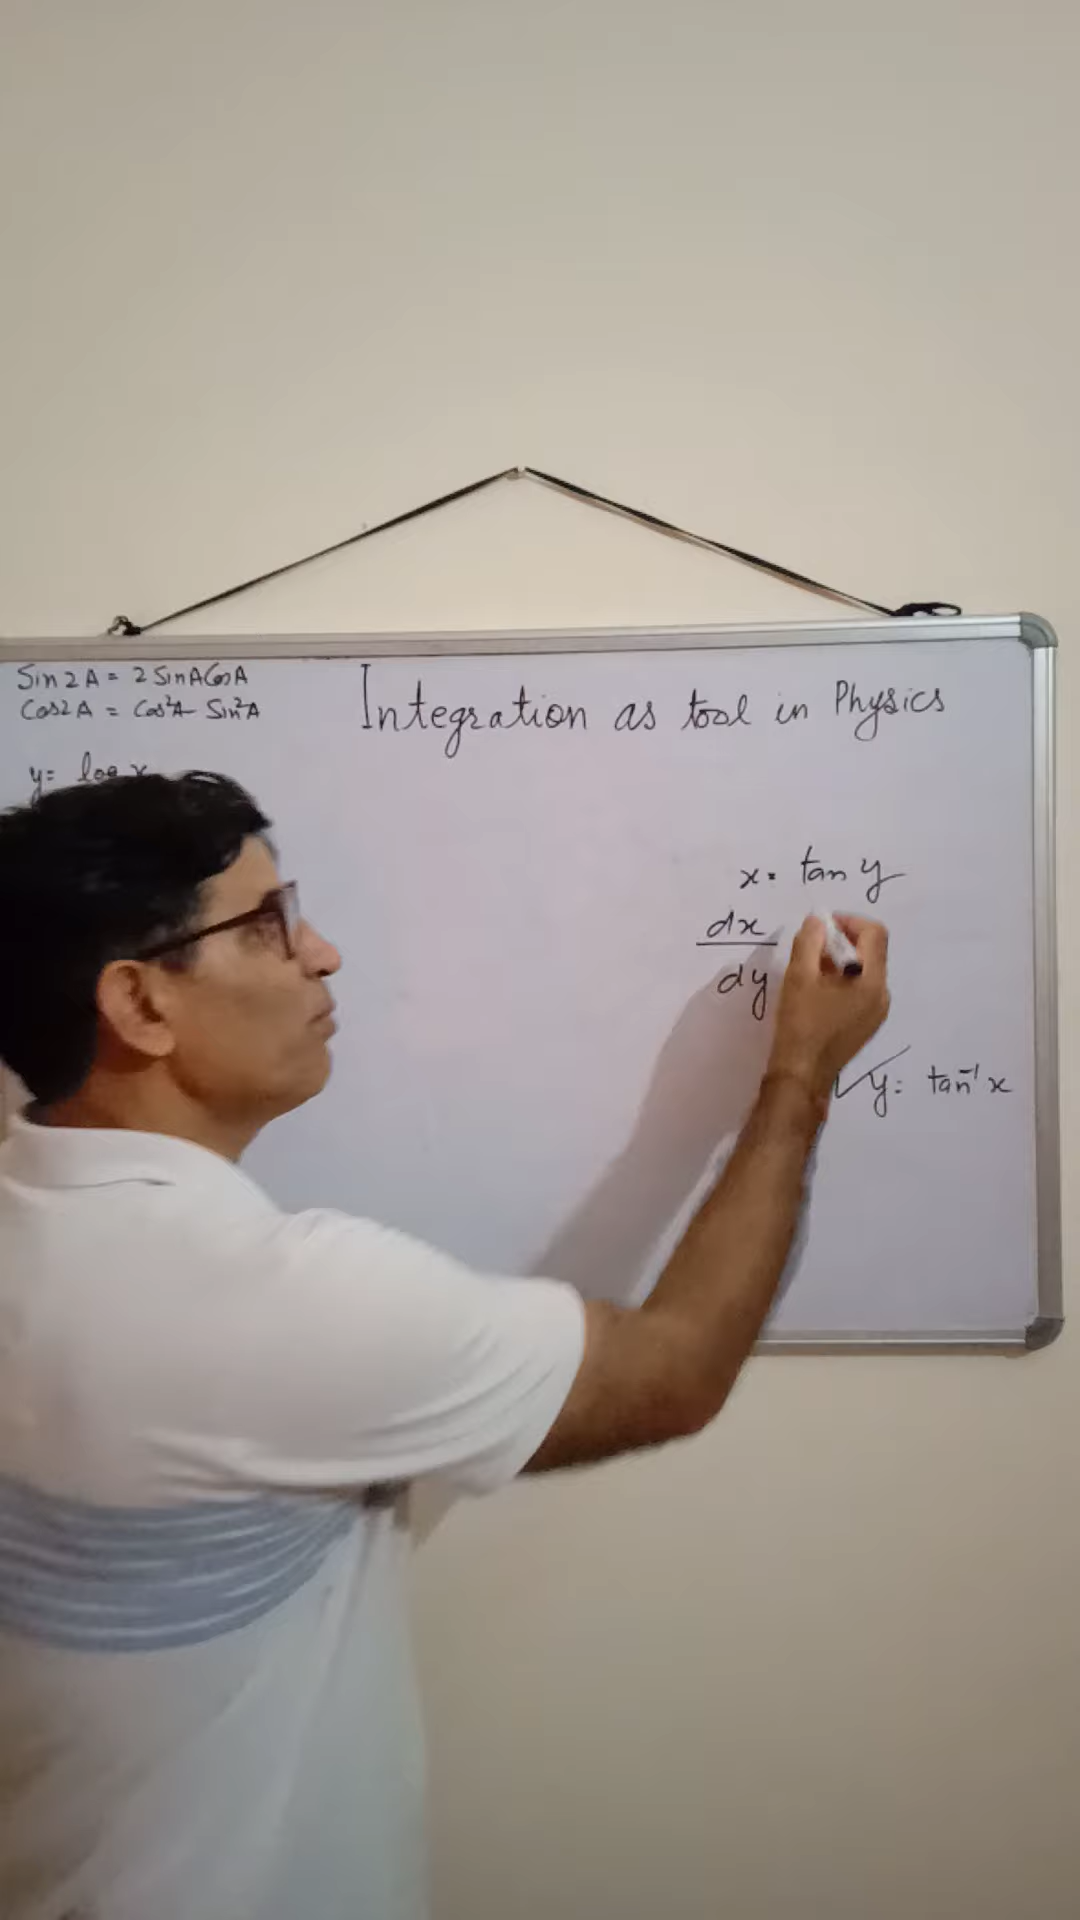 Sin 2A = 2 SinA CosA
Cos2A = Cos²A - Sin²A
Integration as tool in Physics
y = log x
x = tan y
dx
dy
y = tan⁻¹ x